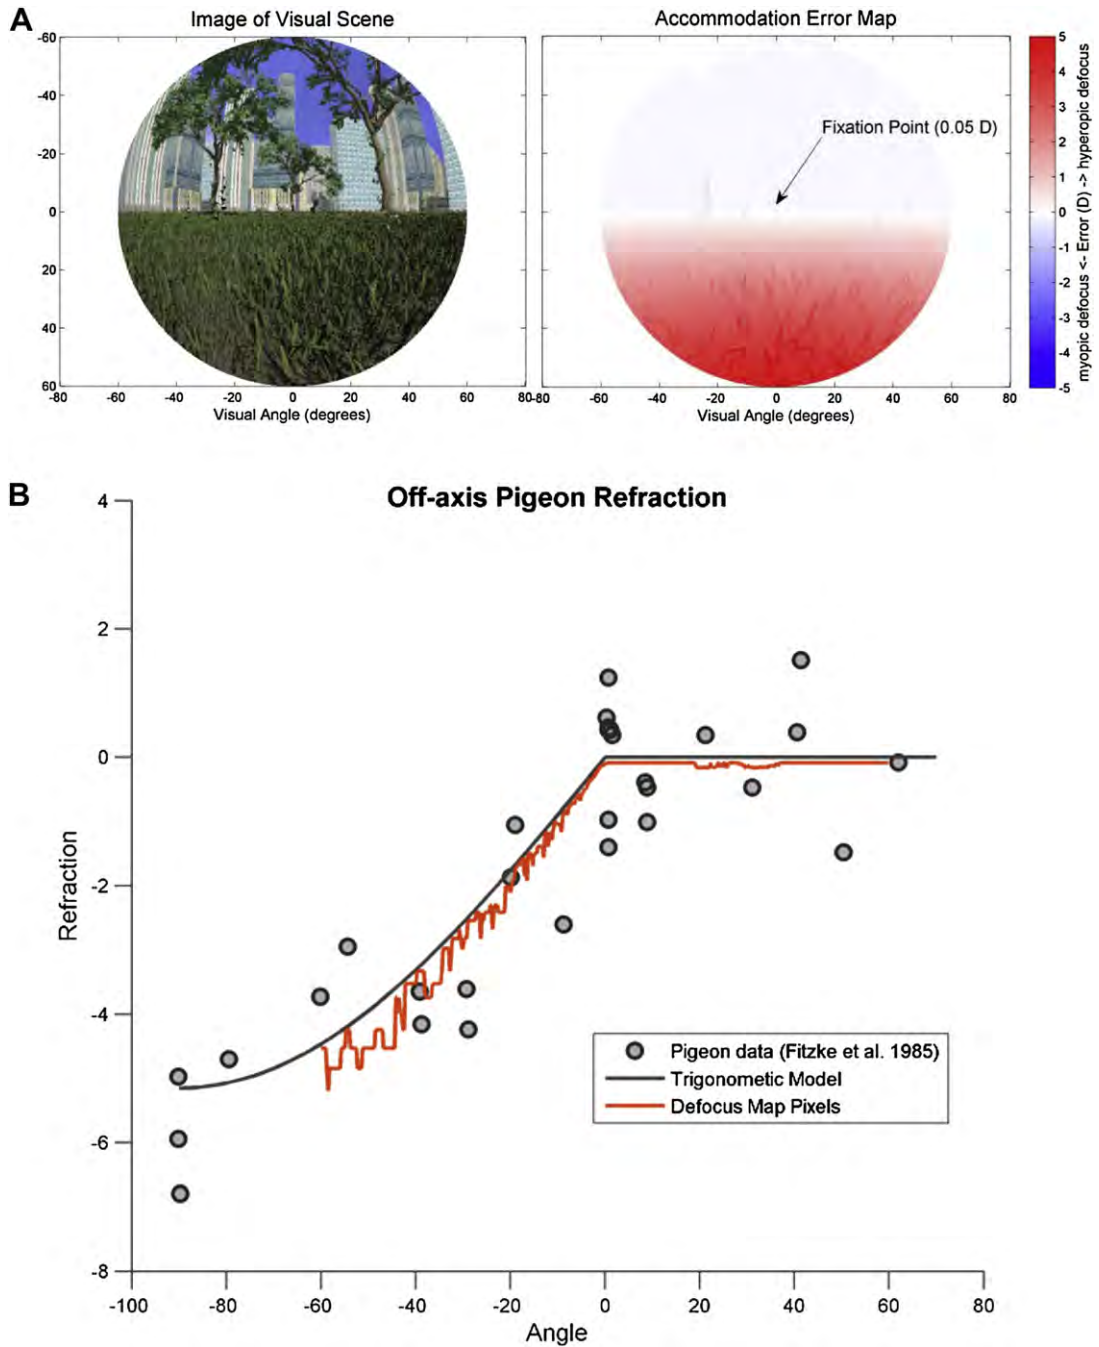 A
Image of Visual Scene
Accommodation Error Map
-60
-40
-20
0
20
40
60
-80 -60 -40 -20 0 20 40 60 80
Visual Angle (degrees)
Fixation Point (0.05 D)
-80 -60 -40 -20 0 20 40 60 80
Visual Angle (degrees)
5
4
3
2
1
0
-1
-2
-3
-4
-5
myopic defocus <- Error (D) -> hyperopic defocus
B
Off-axis Pigeon Refraction
4
2
0
-2
-4
-6
-8
Refraction
Pigeon data (Fitzke et al. 1985)
Trigonometic Model
Defocus Map Pixels
-100 -80 -60 -40 -20 0 20 40 60 80
Angle